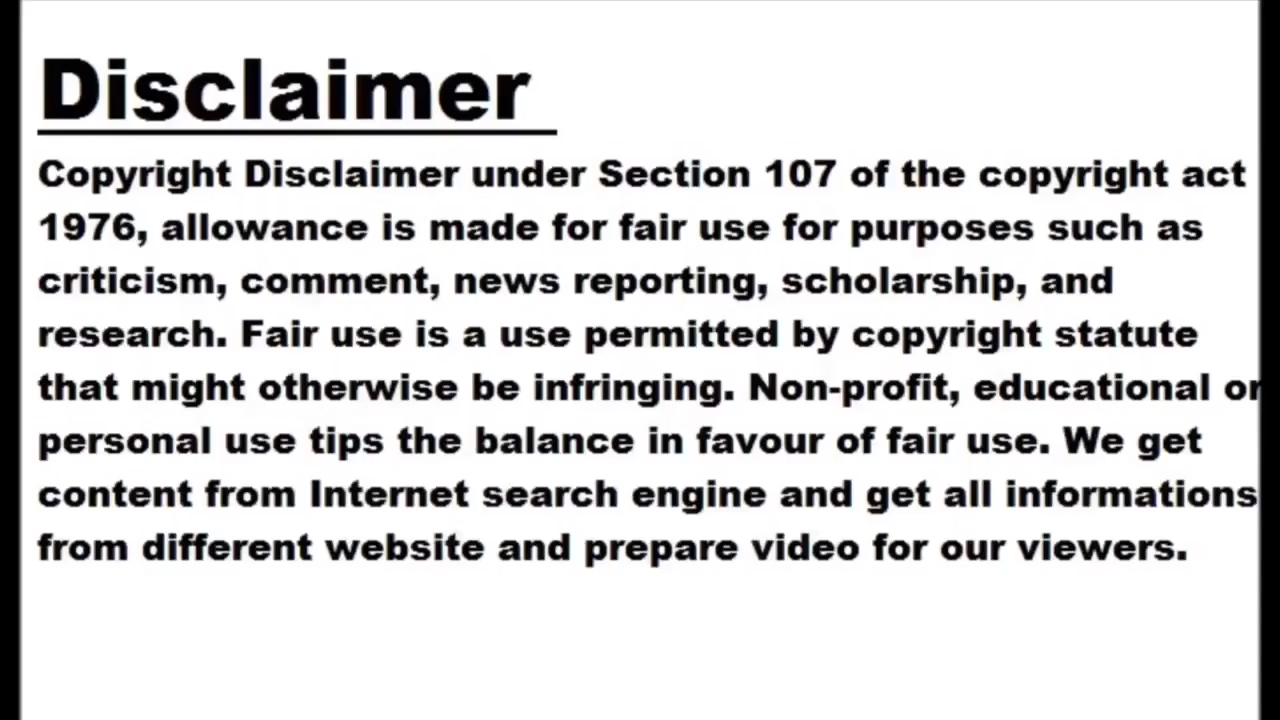 Disclaimer
Copyright Disclaimer under Section 107 of the copyright act
1976, allowance is made for fair use for purposes such as
criticism, comment, news reporting, scholarship, and
research. Fair use is a use permitted by copyright statute
that might otherwise be infringing. Non-profit, educational or
personal use tips the balance in favour of fair use. We get
content from Internet search engine and get all informations
from different website and prepare video for our viewers.